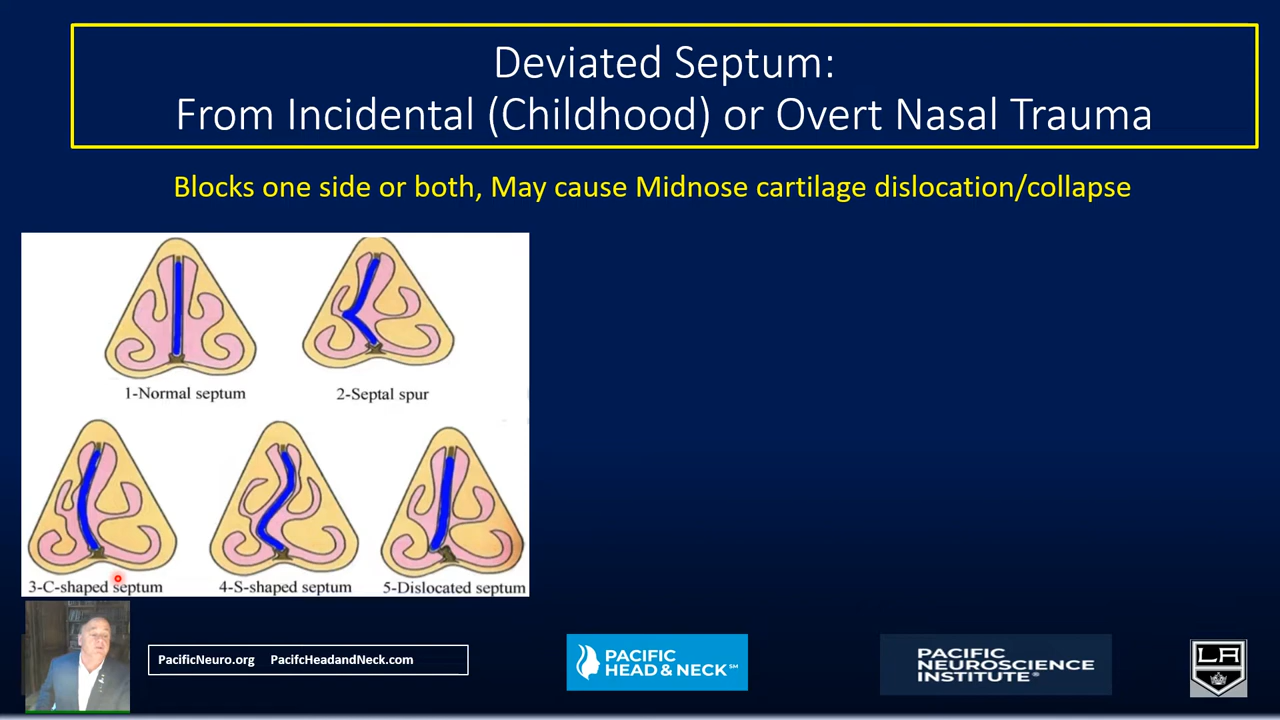 Deviated Septum:
From Incidental (Childhood) or Overt Nasal Trauma
Blocks one side or both, May cause Midnose cartilage dislocation/collapse
1-Normal septum
2-Septal spur
3-C-shaped septum
4-S-shaped septum
5-Dislocated septum
PacificNeuro.org PacifcHeadandNeck.com
PACIFIC
HEAD & NECK SM
PACIFIC
NEUROSCIENCE
INSTITUTE®
LA